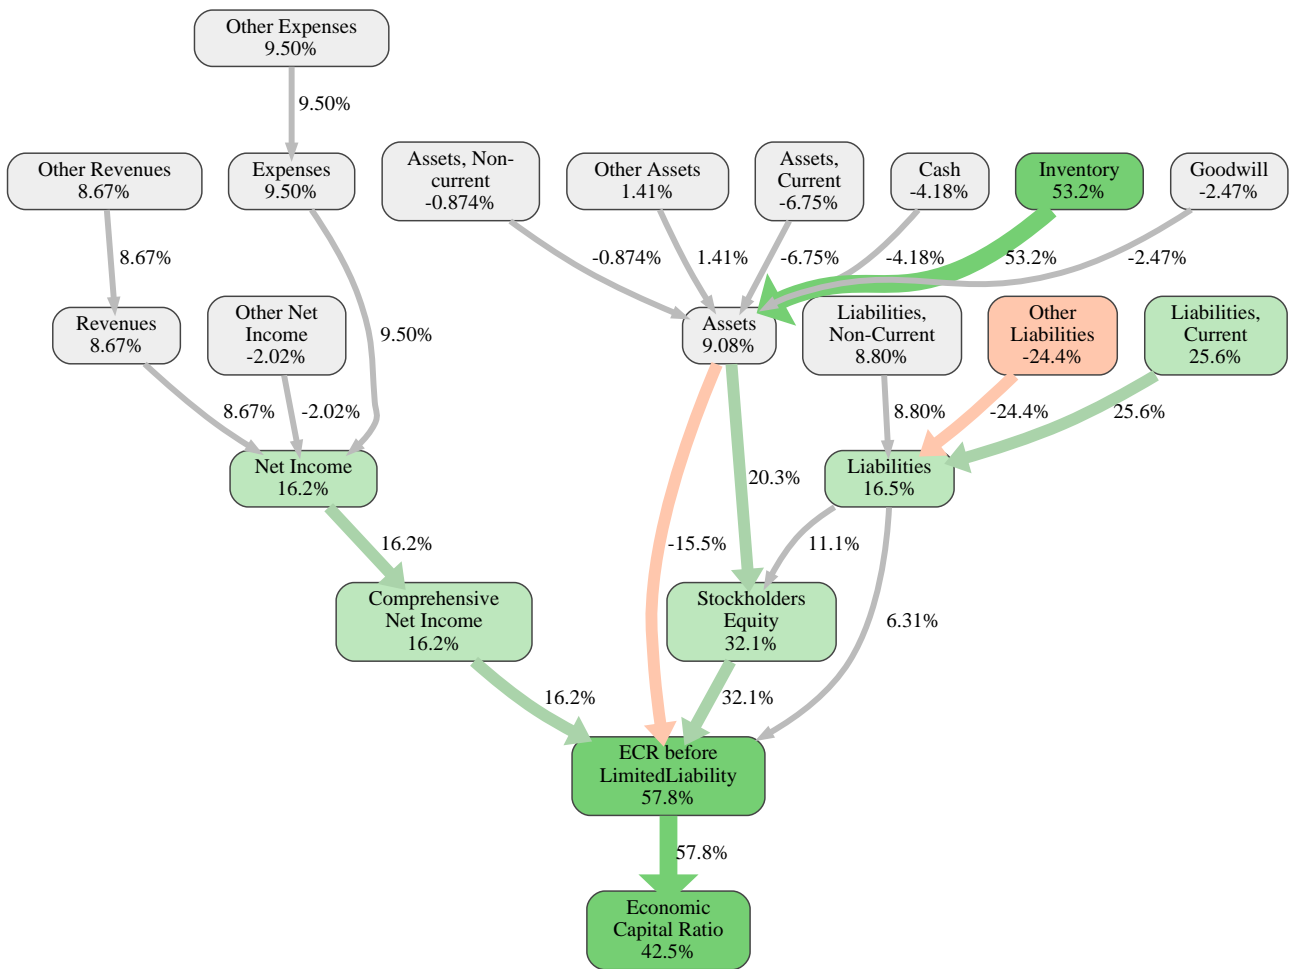 Other Expenses
9.50%
9.50%
Other Revenues
8.67%
Expenses
9.50%
Assets, Non-
current
-0.874%
Other Assets
1.41%
Assets,
Current
-6.75%
Cash
-4.18%
Inventory
53.2%
Goodwill
-2.47%
8.67%
-0.874%
1.41%
-6.75%
-4.18%
53.2%
-2.47%
Revenues
8.67%
Other Net
Income
-2.02%
9.50%
Assets
9.08%
Liabilities,
Non-Current
8.80%
Other
Liabilities
-24.4%
Liabilities,
Current
25.6%
8.67%
-2.02%
8.80%
-24.4%
25.6%
Net Income
16.2%
20.3%
Liabilities
16.5%
16.2%
-15.5%
11.1%
Comprehensive
Net Income
16.2%
Stockholders
Equity
32.1%
6.31%
16.2%
32.1%
ECR before
LimitedLiability
57.8%
57.8%
Economic
Capital Ratio
42.5%